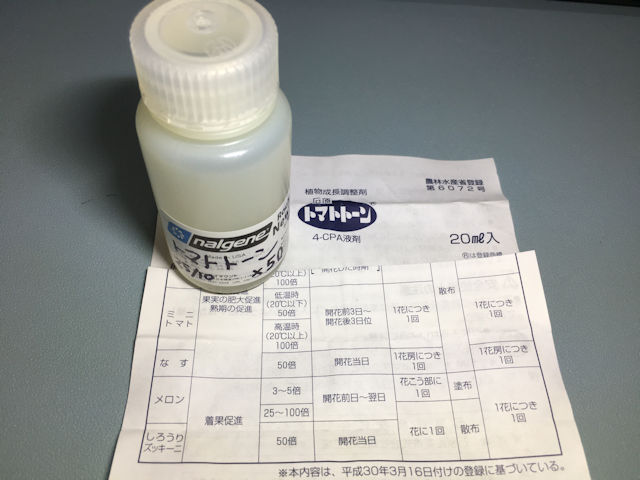 nalgene
トマトトーン
×50
植物成長調整剤
トマトトーン
4-CPA液剤
農林水産省登録
第6072号
20mℓ入
果実の肥大促進
熟期の促進
100倍
開花した時期
散布
ミニ
トマト
低温時
(20℃以下)
50倍
開花前3日〜
開花後3日位
1花につき
1回
1花につき
1回
高温時
(20℃以上)
100倍
なす
50倍
開花当日
1花房につき
1回
1花房につき
1回
メロン
着果促進
3〜5倍
開花前日〜翌日
花こう部に
1回
塗布
1花につき
1回
25〜100倍
花に1回
散布
しろうり
ズッキーニ
50倍
開花当日
※本内容は、平成30年3月16日付けの登録に基づいている。